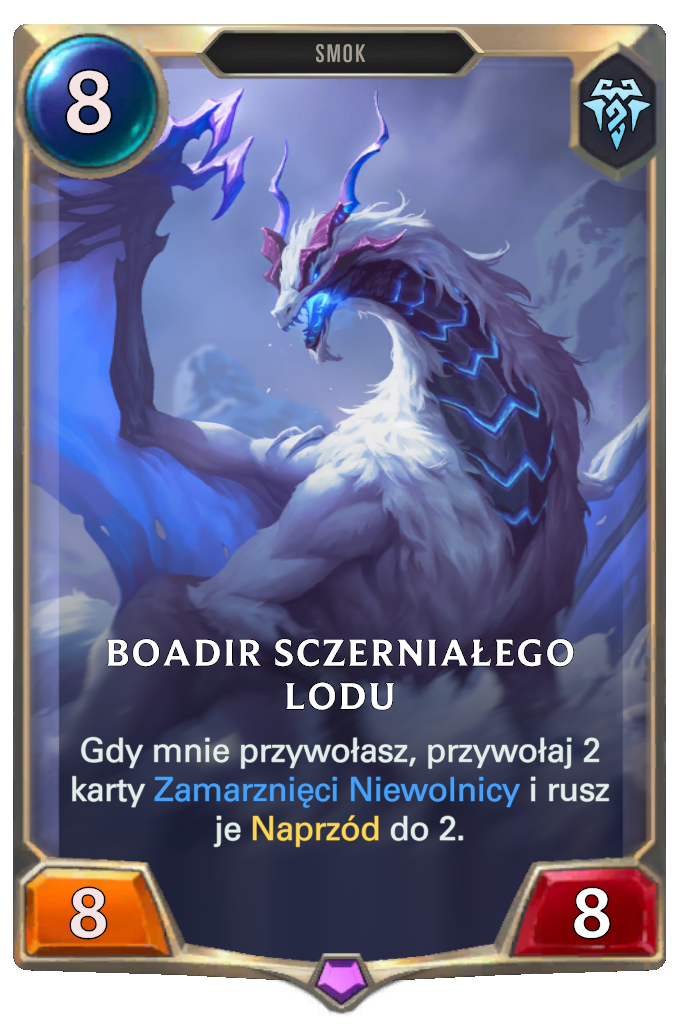 8
SMOK
BOADIR SCZERNIAŁEGO
LODU
Gdy mnie przywołasz, przywołaj 2
karty Zamarznięci Niewolnicy i rusz
je Naprzód do 2.
8
8